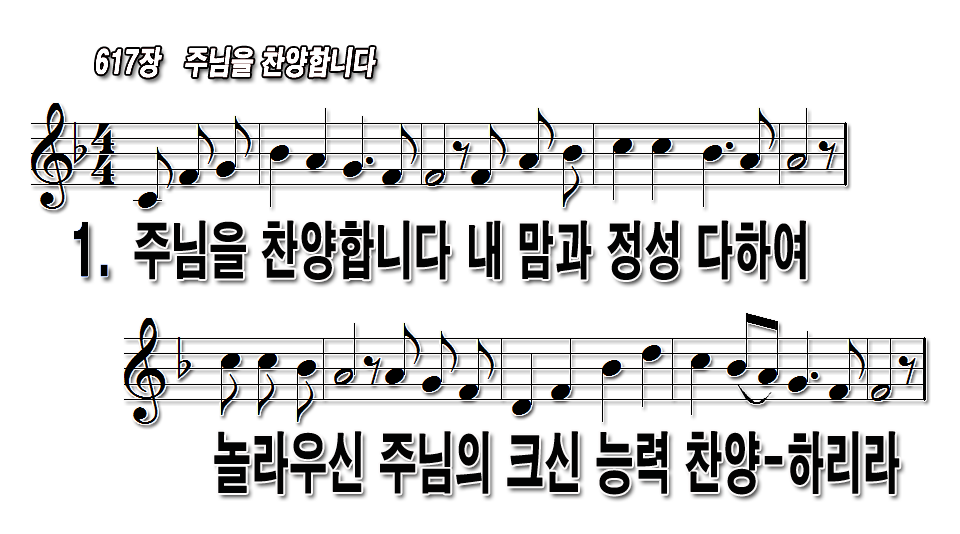 617장 주님을 찬양합니다
1. 주님을 찬양합니다 내 맘과 정성 다하여
놀라우신 주님의 크신 능력 찬양-하리라